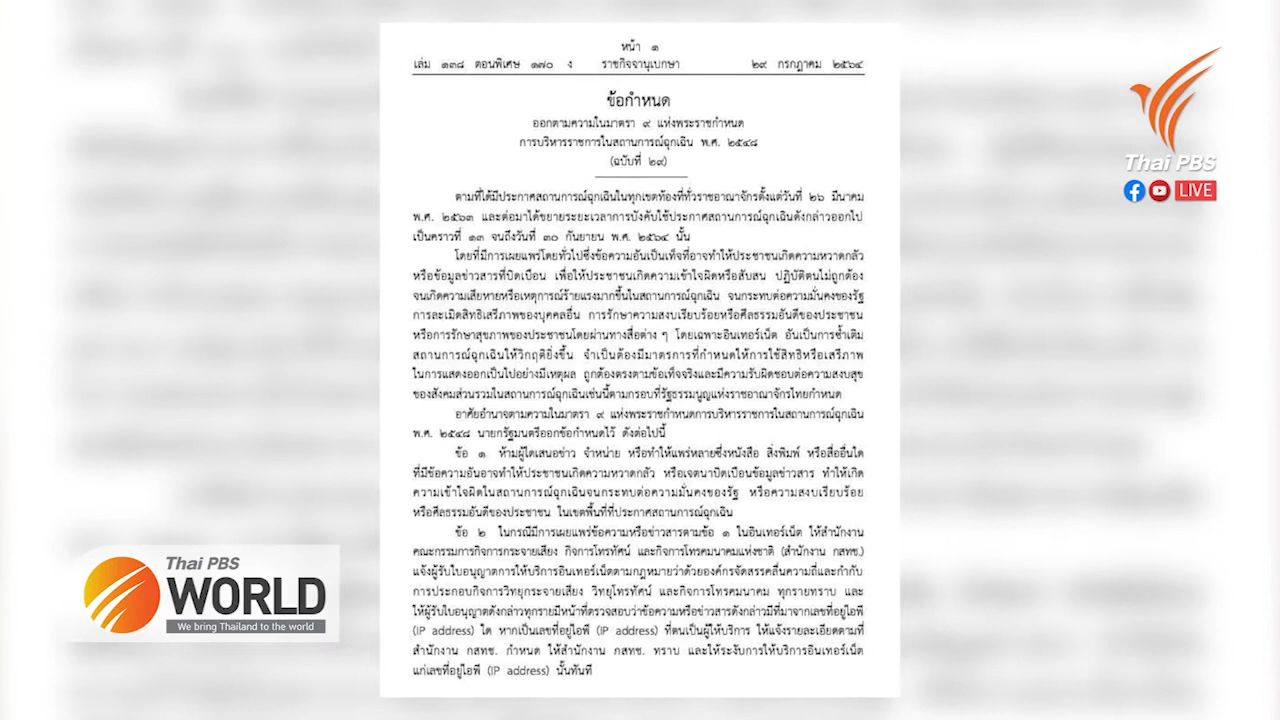 หน้า ๑
เล่ม ๑๓๘ ตอนพิเศษ ๑๗๐ ง ราชกิจจานุเบกษา ๒๙ กรกฎาคม ๒๕๖๔
ข้อกำหนด
ออกตามความในมาตรา ๙ แห่งพระราชกำหนด
การบริหารราชการในสถานการณ์ฉุกเฉิน พ.ศ. ๒๕๔๘
(ฉบับที่ ๒๙)
ตามที่ได้มีประกาศสถานการณ์ฉุกเฉินในทุกเขตท้องที่ทั่วราชอาณาจักรตั้งแต่วันที่ ๒๖ มีนาคม
พ.ศ. ๒๕๖๓ และต่อมาได้ขยายระยะเวลาการบังคับใช้ประกาศสถานการณ์ฉุกเฉินดังกล่าวออกไป
เป็นคราวที่ ๑๓ จนถึงวันที่ ๓๐ กันยายน พ.ศ. ๒๕๖๔ นั้น
โดยที่มีการเผยแพร่โดยทั่วไปซึ่งข้อความอันเป็นเท็จที่อาจทำให้ประชาชนเกิดความหวาดกลัว
หรือข้อมูลข่าวสารที่บิดเบือน เพื่อให้ประชาชนเกิดความเข้าใจผิดหรือสับสน ปฏิบัติตนไม่ถูกต้อง
จนเกิดความเสียหายหรือเหตุการณ์ร้ายแรงมากขึ้นในสถานการณ์ฉุกเฉิน จนกระทบต่อความมั่นคงของรัฐ
การละเมิดสิทธิเสรีภาพของบุคคลอื่น การรักษาความสงบเรียบร้อยหรือศีลธรรมอันดีของประชาชน
หรือการรักษาสุขภาพของประชาชนโดยผ่านทางสื่อต่าง ๆ โดยเฉพาะอินเทอร์เน็ต อันเป็นการซ้ำเติม
สถานการณ์ฉุกเฉินให้วิกฤติยิ่งขึ้น จำเป็นต้องมีมาตรการที่กำหนดให้การใช้สิทธิหรือเสรีภาพ
ในการแสดงออกเป็นไปอย่างมีเหตุผล ถูกต้องตรงตามข้อเท็จจริงและมีความรับผิดชอบต่อความสงบสุข
ของสังคมส่วนรวมในสถานการณ์ฉุกเฉินเช่นนี้ตามกรอบที่รัฐธรรมนูญแห่งราชอาณาจักรไทยกำหนด
อาศัยอำนาจตามความในมาตรา ๙ แห่งพระราชกำหนดการบริหารราชการในสถานการณ์ฉุกเฉิน
พ.ศ. ๒๕๔๘ นายกรัฐมนตรีออกข้อกำหนดไว้ ดังต่อไปนี้
ข้อ ๑ ห้ามผู้ใดเสนอข่าว จำหน่าย หรือทำให้แพร่หลายซึ่งหนังสือ สิ่งพิมพ์ หรือสื่ออื่นใด
ที่มีข้อความอันอาจทำให้ประชาชนเกิดความหวาดกลัว หรือเจตนาบิดเบือนข้อมูลข่าวสาร ทำให้เกิด
ความเข้าใจผิดในสถานการณ์ฉุกเฉินจนกระทบต่อความมั่นคงของรัฐ หรือความสงบเรียบร้อย
หรือศีลธรรมอันดีของประชาชน ในเขตพื้นที่ที่ประกาศสถานการณ์ฉุกเฉิน
ข้อ ๒ ในกรณีมีการเผยแพร่ข้อความหรือข่าวสารตามข้อ ๑ ในอินเทอร์เน็ต ให้สำนักงาน
คณะกรรมการกิจการกระจายเสียง กิจการโทรทัศน์ และกิจการโทรคมนาคมแห่งชาติ (สำนักงาน กสทช.)
แจ้งผู้รับใบอนุญาตการให้บริการอินเทอร์เน็ตตามกฎหมายว่าด้วยองค์กรจัดสรรคลื่นความถี่และกำกับ
การประกอบกิจการวิทยุกระจายเสียง วิทยุโทรทัศน์ และกิจการโทรคมนาคม ทุกรายทราบ และ
ให้ผู้รับใบอนุญาตดังกล่าวทุกรายมีหน้าที่ตรวจสอบว่าข้อความหรือข่าวสารดังกล่าวมีที่มาจากเลขที่อยู่ไอพี
(IP address) ใด หากเป็นเลขที่อยู่ไอพี (IP address) ที่ตนเป็นผู้ให้บริการ ให้แจ้งรายละเอียดตามที่
สำนักงาน กสทช. กำหนด ให้สำนักงาน กสทช. ทราบ และให้ระงับการให้บริการอินเทอร์เน็ต
แก่เลขที่อยู่ไอพี (IP address) นั้นทันที
Thai PBS
LIVE
Thai PBS
WORLD
We bring Thailand to the world